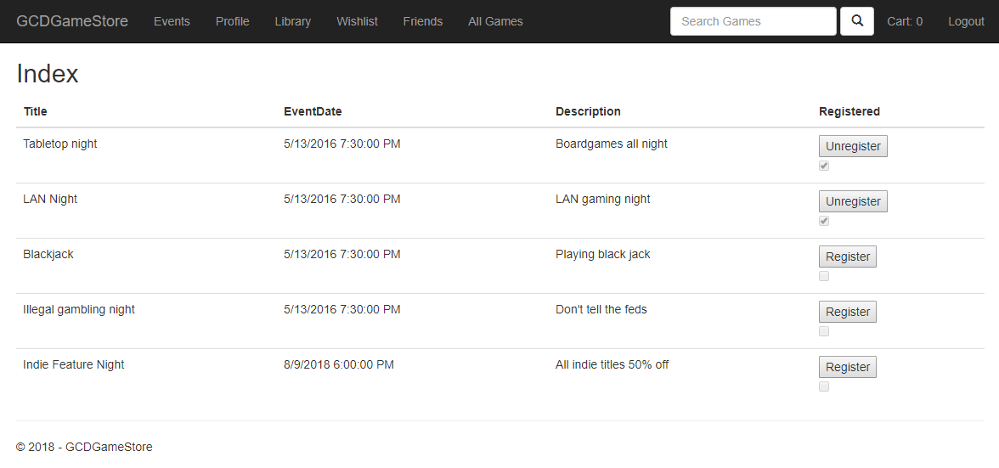 GCDGameStore Events Profile Library Wishlist Friends All Games Search Games Cart: 0 Logout
Index
Title EventDate Description Registered
Tabletop night 5/13/2016 7:30:00 PM Boardgames all night Unregister
LAN Night 5/13/2016 7:30:00 PM LAN gaming night Unregister
Blackjack 5/13/2016 7:30:00 PM Playing black jack Register
Illegal gambling night 5/13/2016 7:30:00 PM Don't tell the feds Register
Indie Feature Night 8/9/2018 6:00:00 PM All indie titles 50% off Register
© 2018 - GCDGameStore